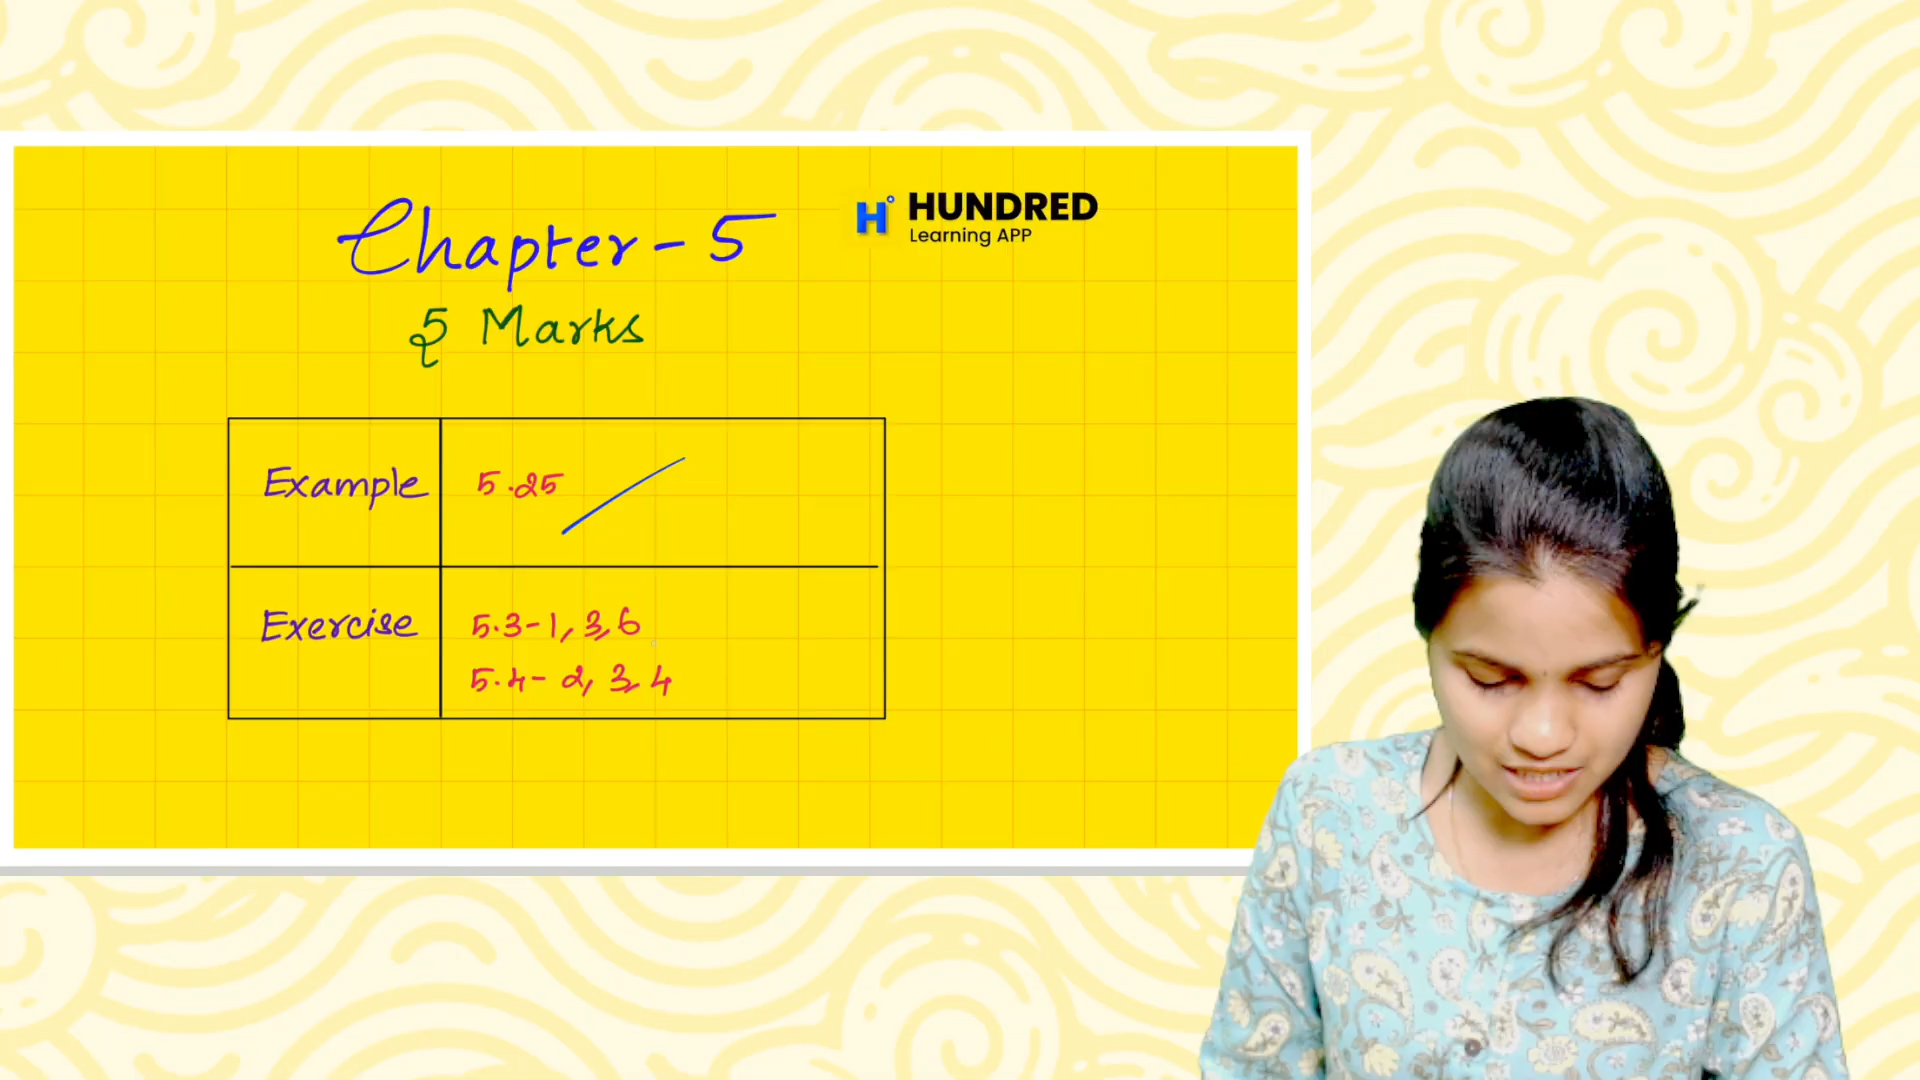 Chapter - 5
HUNDRED
Learning APP
5 Marks
Example 5.25
Exercise 5.3 - 1, 3, 6
5.4 - 2, 3, 4